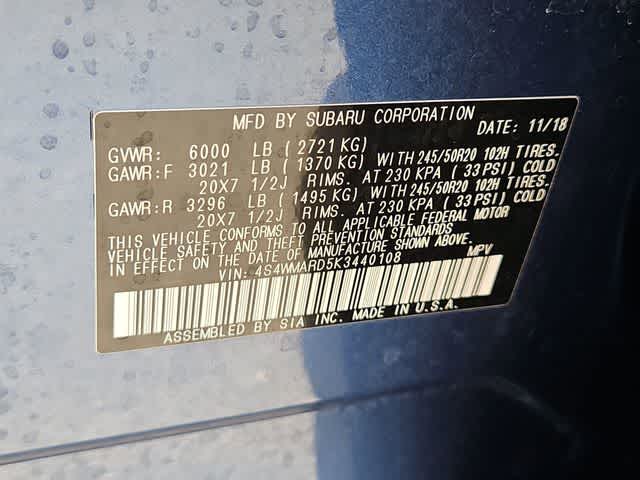 MFD BY SUBARU CORPORATION
DATE: 11/18
GVWR: 6000 LB (2721 KG)
GAWR:F 3021 LB (1370 KG) WITH 245/50R20 102H TIRES.
20X7 1/2J RIMS. AT 230 KPA (33 PSI) COLD
GAWR:R 3296 LB (1495 KG) WITH 245/50R20 102H TIRES.
20X7 1/2J RIMS. AT 230 KPA (33 PSI) COLD
THIS VEHICLE CONFORMS TO ALL APPLICABLE FEDERAL MOTOR
VEHICLE SAFETY AND THEFT PREVENTION STANDARDS
IN EFFECT ON THE DATE OF MANUFACTURE SHOWN ABOVE.
VIN: 4S4WMARD5K3440108 MPV
ASSEMBLED BY SIA INC. MADE IN U.S.A.